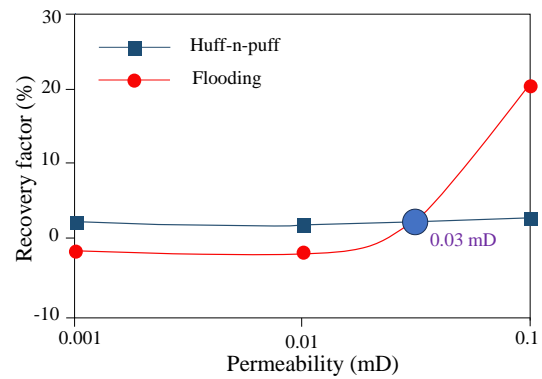 30
Huff-n-puff
Flooding
20
10
0
-10
Recovery factor (%)
0.03 mD
0.001
0.01
0.1
Permeability (mD)